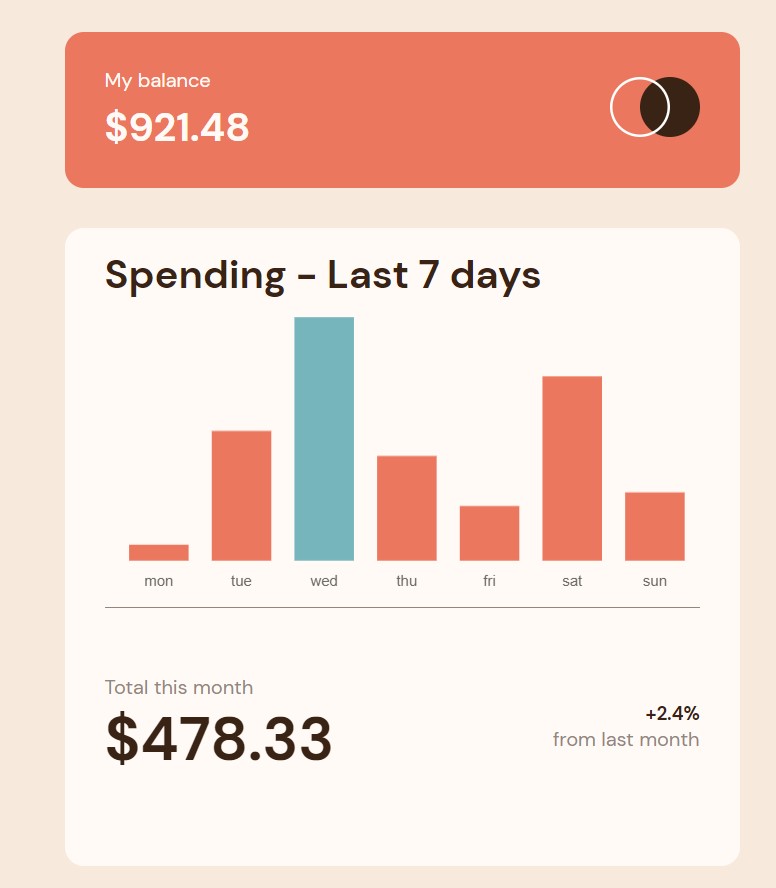 My balance
$921.48
Spending - Last 7 days
mon tue wed thu fri sat sun
Total this month
$478.33
+2.4%
from last month